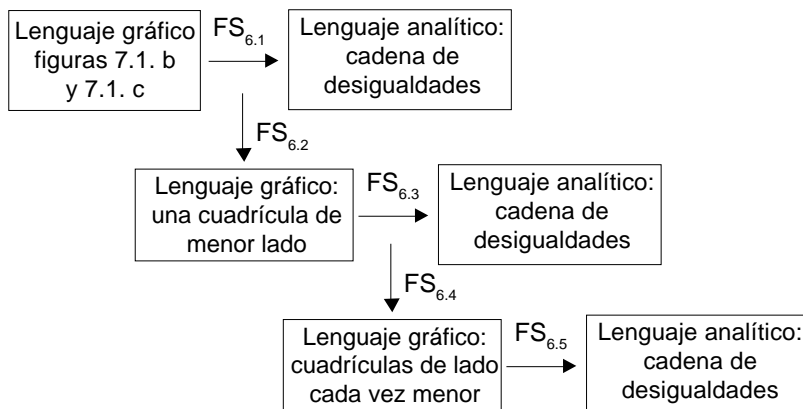 Lenguaje gráfico
figuras 7.1. b
y 7.1. c
FS6.1
Lenguaje analítico:
cadena de
desigualdades
FS6.2
Lenguaje gráfico:
una cuadrícula de
menor lado
FS6.3
Lenguaje analítico:
cadena de
desigualdades
FS6.4
Lenguaje gráfico:
cuadrículas de lado
cada vez menor
FS6.5
Lenguaje analítico:
cadena de
desigualdades